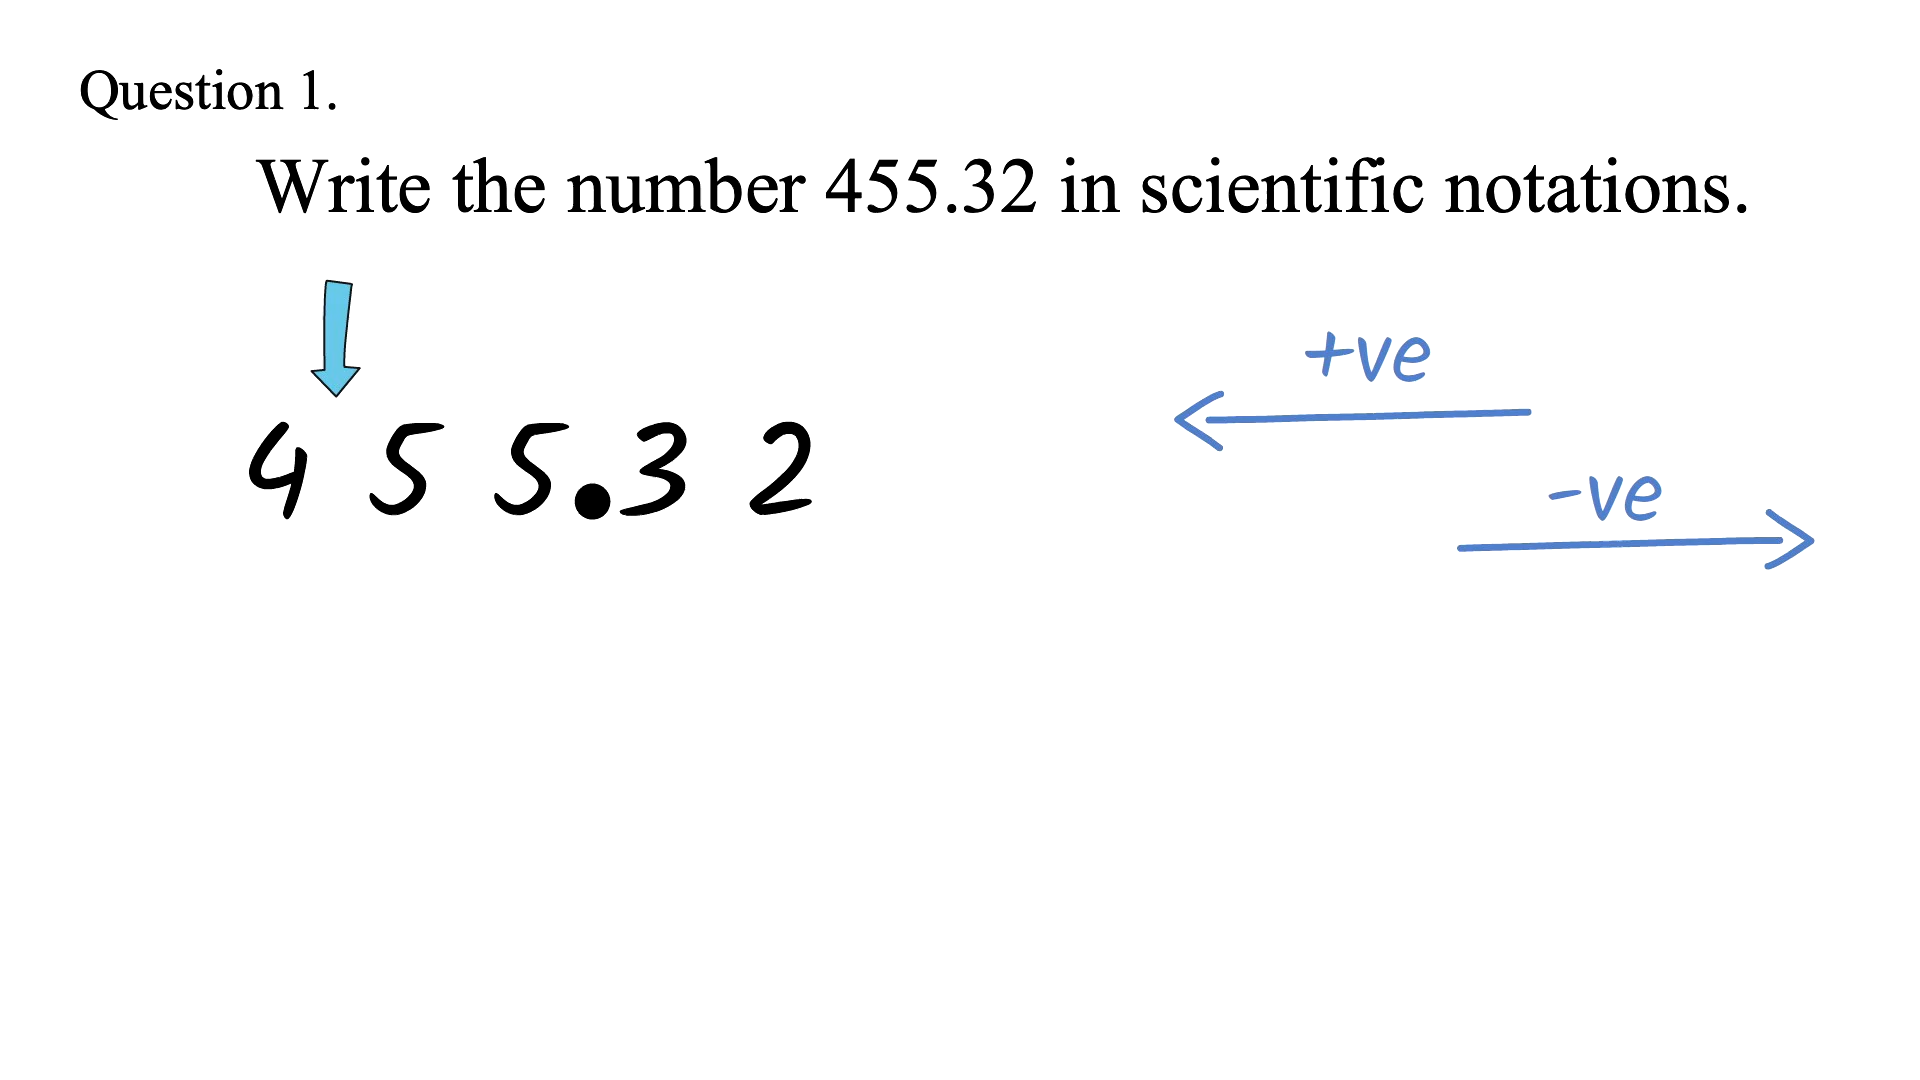 Question 1.
Write the number 455.32 in scientific notations.
+ve
4 5 5.3 2
-ve